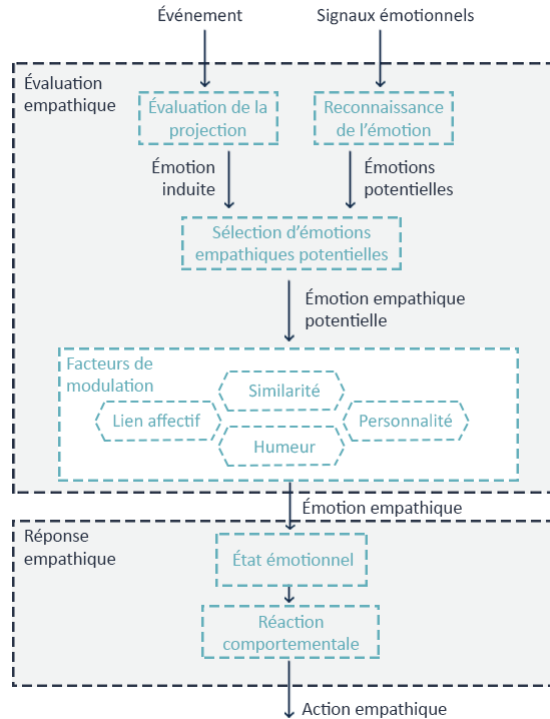 Événement
Signaux émotionnels
Évaluation
empathique
Évaluation de la
projection
Reconnaissance
de l'émotion
Émotion
induite
Émotions
potentielles
Sélection d'émotions
empathiques potentielles
Émotion empathique
potentielle
Facteurs de
modulation
Similarité
Lien affectif
Personnalité
Humeur
Émotion empathique
Réponse
empathique
État émotionnel
Réaction
comportementale
Action empathique